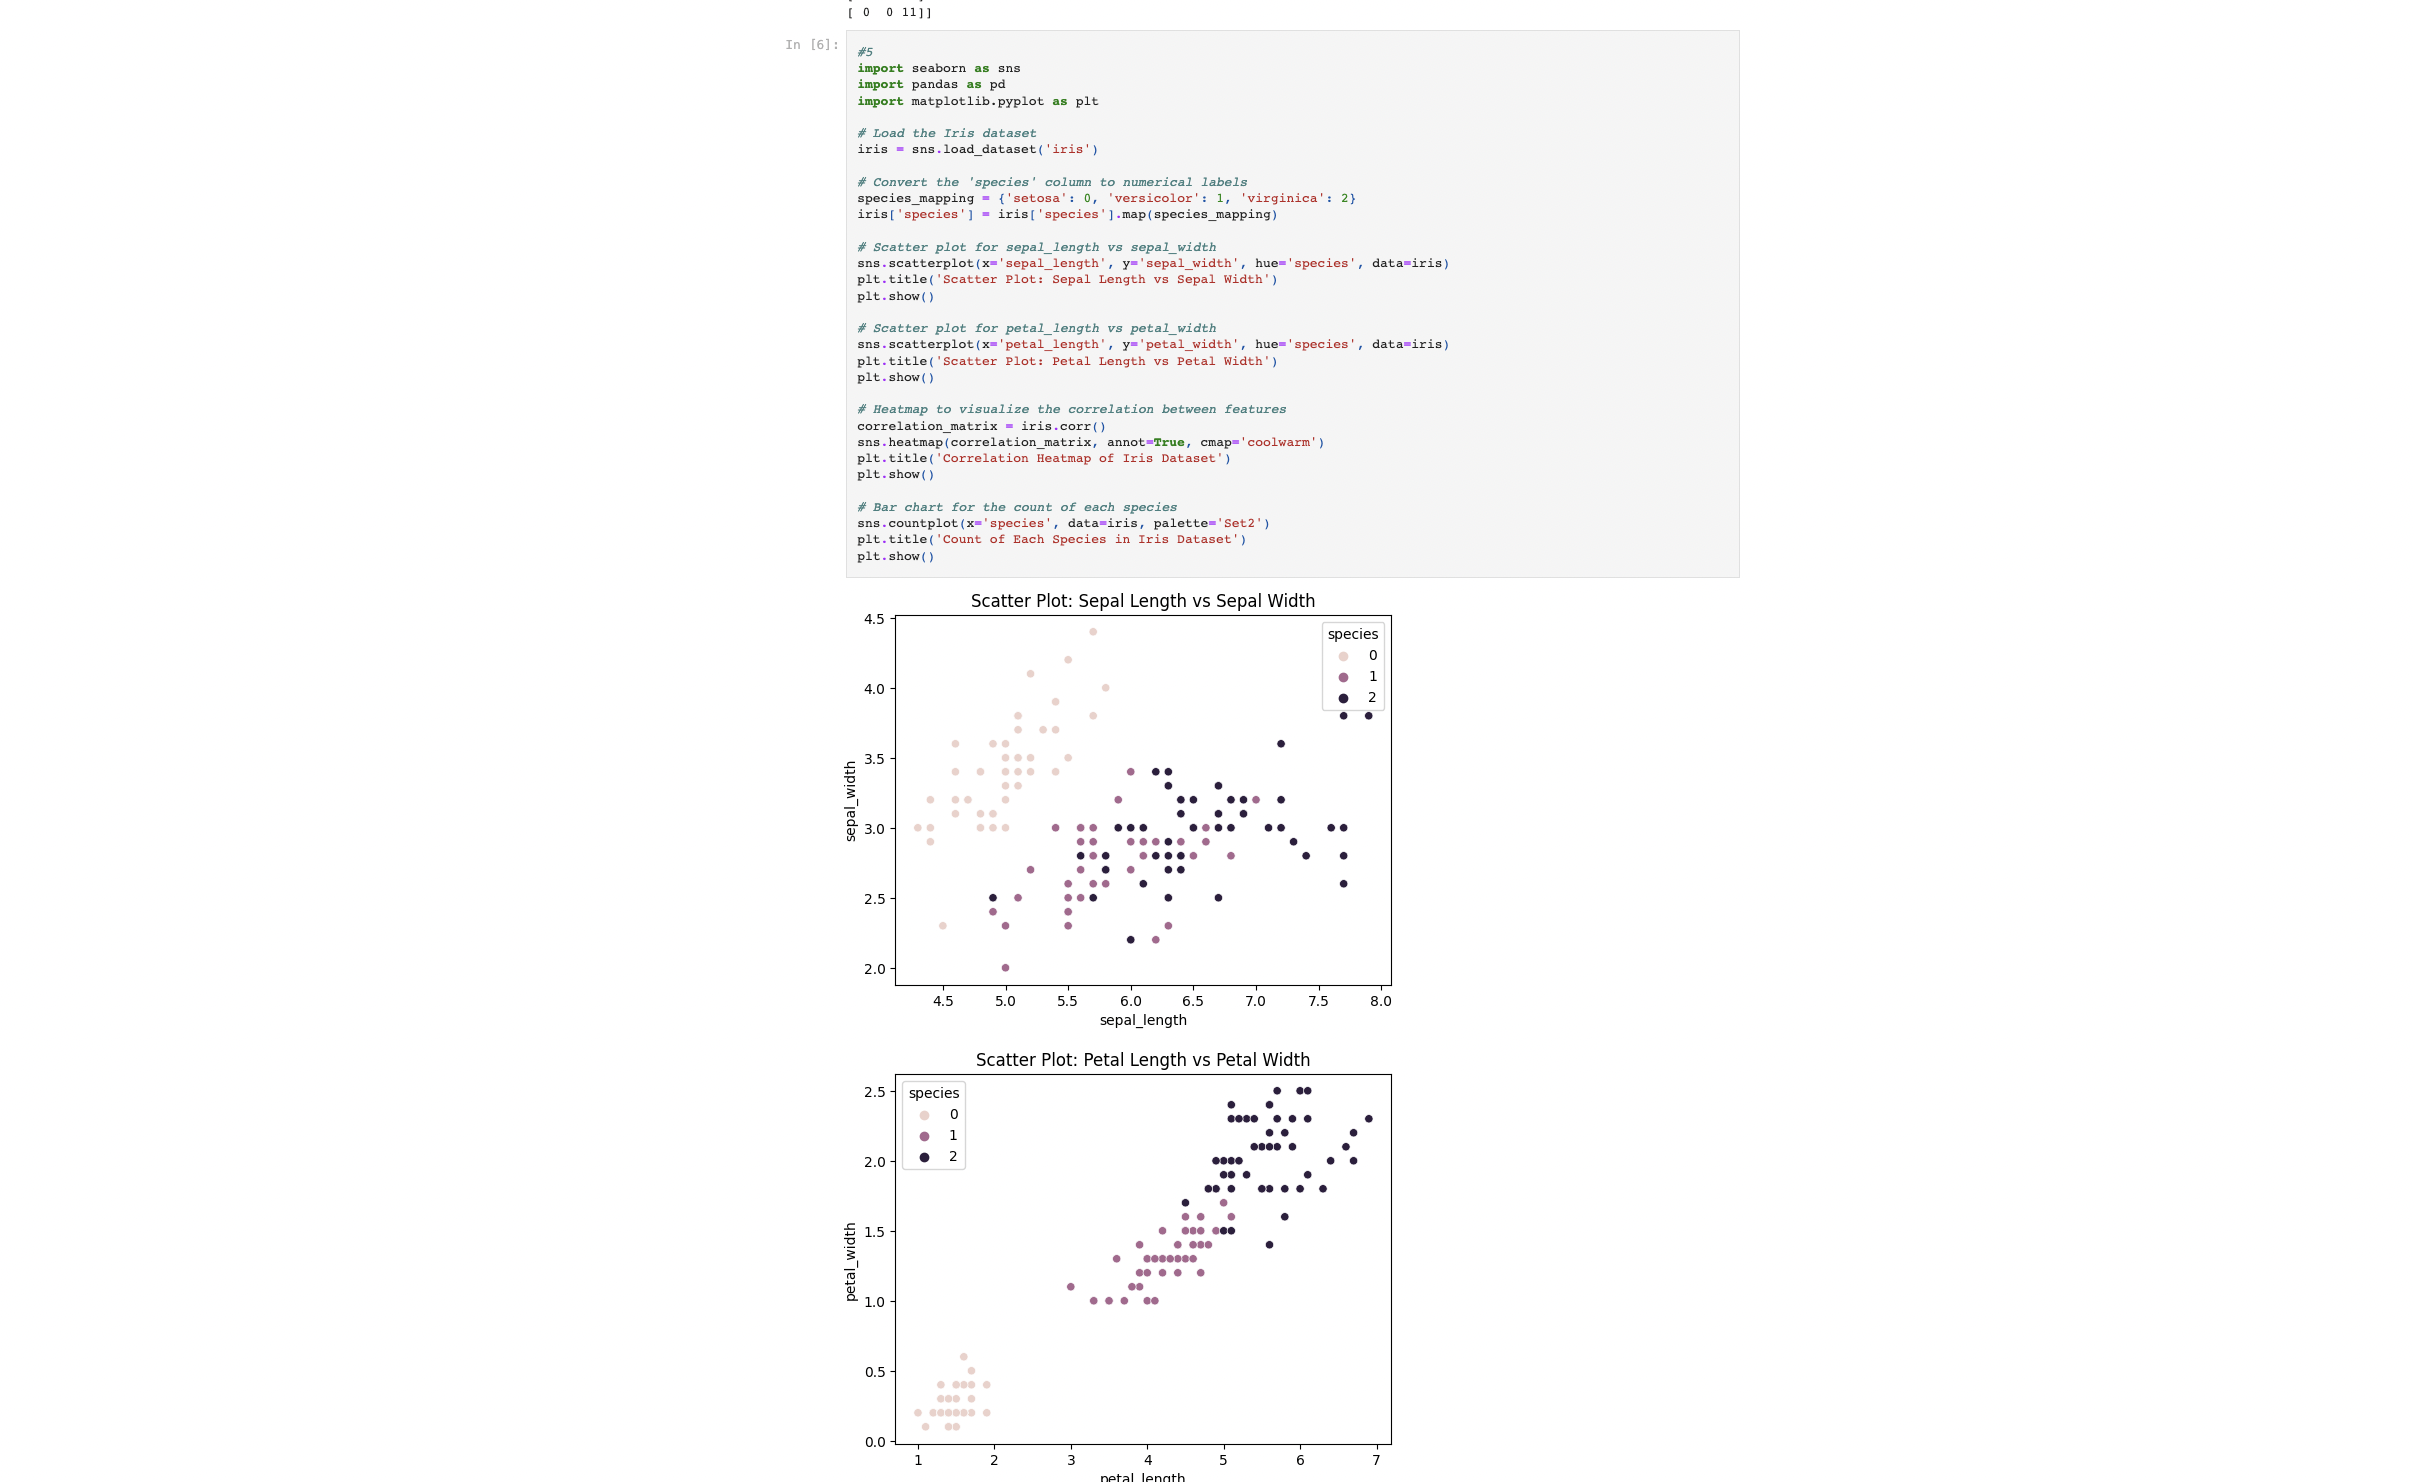 [ 0  0 11]]
In [6]:
#5
import seaborn as sns
import pandas as pd
import matplotlib.pyplot as plt
# Load the Iris dataset
iris = sns.load_dataset('iris')
# Convert the 'species' column to numerical labels
species_mapping = {'setosa': 0, 'versicolor': 1, 'virginica': 2}
iris['species'] = iris['species'].map(species_mapping)
# Scatter plot for sepal_length vs sepal_width
sns.scatterplot(x='sepal_length', y='sepal_width', hue='species', data=iris)
plt.title('Scatter Plot: Sepal Length vs Sepal Width')
plt.show()
# Scatter plot for petal_length vs petal_width
sns.scatterplot(x='petal_length', y='petal_width', hue='species', data=iris)
plt.title('Scatter Plot: Petal Length vs Petal Width')
plt.show()
# Heatmap to visualize the correlation between features
correlation_matrix = iris.corr()
sns.heatmap(correlation_matrix, annot=True, cmap='coolwarm')
plt.title('Correlation Heatmap of Iris Dataset')
plt.show()
# Bar chart for the count of each species
sns.countplot(x='species', data=iris, palette='Set2')
plt.title('Count of Each Species in Iris Dataset')
plt.show()
Scatter Plot: Sepal Length vs Sepal Width
4.5
4.0
3.5
3.0
2.5
2.0
sepal_width
species
0
1
2
4.5 5.0 5.5 6.0 6.5 7.0 7.5 8.0
sepal_length
Scatter Plot: Petal Length vs Petal Width
2.5
2.0
1.5
1.0
0.5
0.0
petal_width
species
0
1
2
1 2 3 4 5 6 7
petal_length